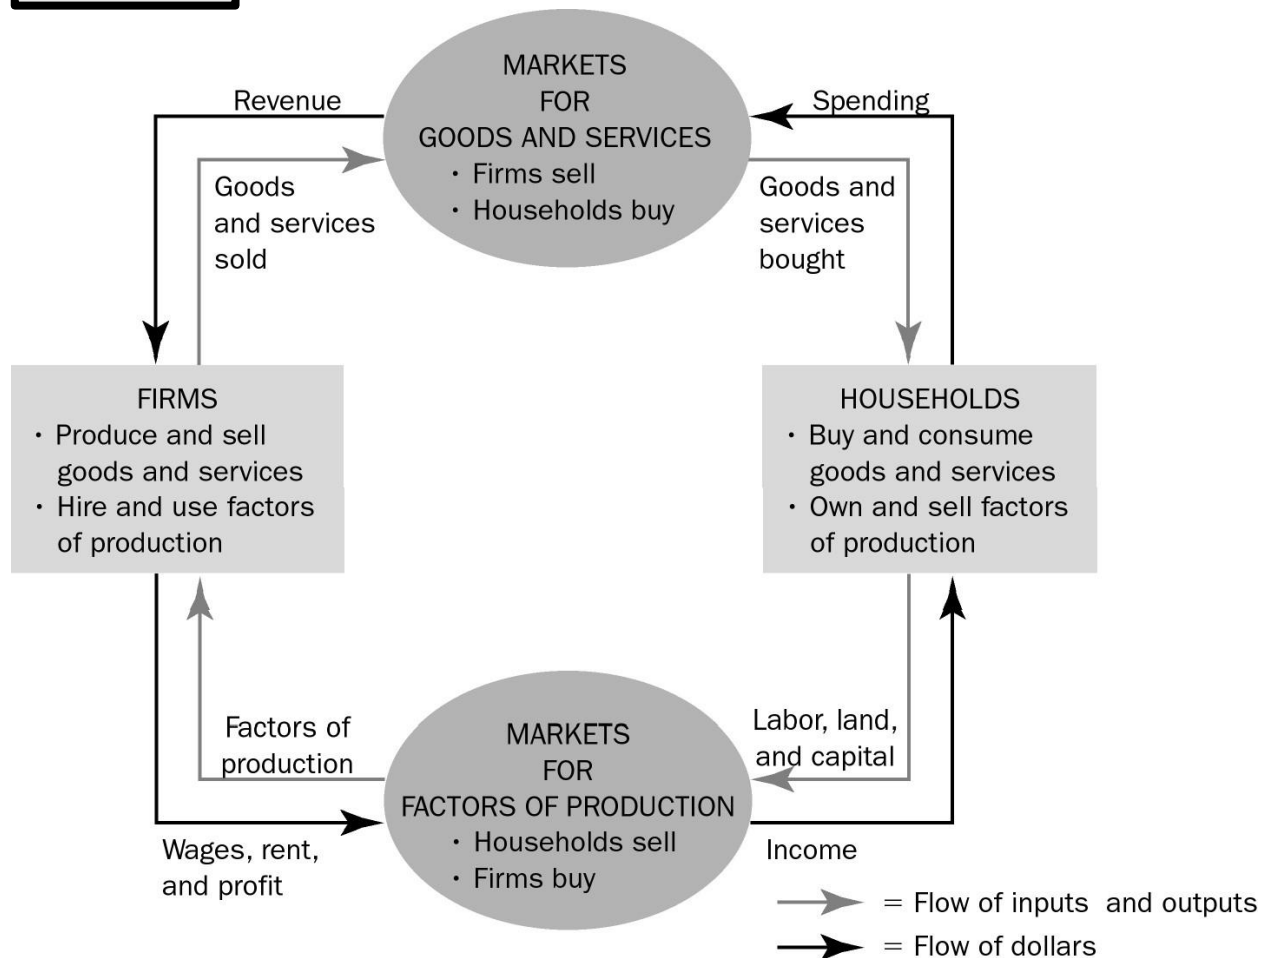 MARKETS
FOR
GOODS AND SERVICES
• Firms sell
• Households buy
Revenue
Spending
Goods
and services
sold
Goods and
services
bought
FIRMS
• Produce and sell
goods and services
• Hire and use factors
of production
HOUSEHOLDS
• Buy and consume
goods and services
• Own and sell factors
of production
Factors of
production
Labor, land,
and capital
MARKETS
FOR
FACTORS OF PRODUCTION
• Households sell
• Firms buy
Wages, rent,
and profit
Income
= Flow of inputs and outputs
= Flow of dollars